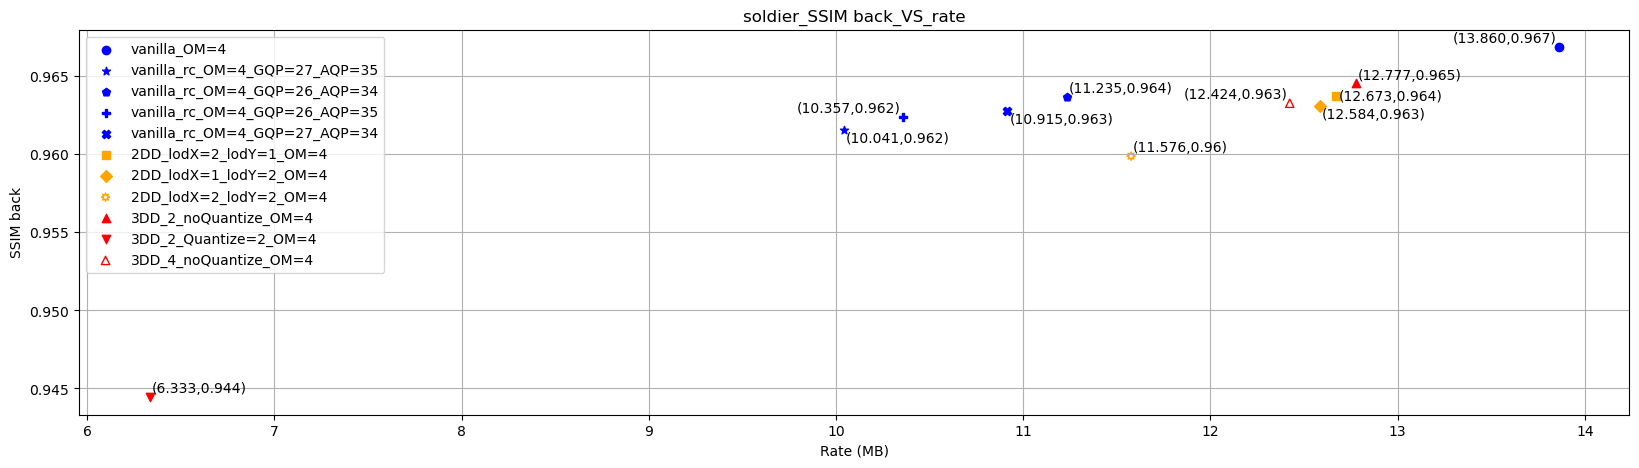 soldier_SSIM back_VS_rate
SSIM back
0.965
0.960
0.955
0.950
0.945
vanilla_OM=4
vanilla_rc_OM=4_GQP=27_AQP=35
vanilla_rc_OM=4_GQP=26_AQP=34
vanilla_rc_OM=4_GQP=26_AQP=35
vanilla_rc_OM=4_GQP=27_AQP=34
2DD_lodX=2_lodY=1_OM=4
2DD_lodX=1_lodY=2_OM=4
2DD_lodX=2_lodY=2_OM=4
3DD_2_noQuantize_OM=4
3DD_2_Quantize=2_OM=4
3DD_4_noQuantize_OM=4
(13.860,0.967)
(12.777,0.965)
(11.235,0.964)
(12.424,0.963)
(12.673,0.964)
(10.357,0.962)
(12.584,0.963)
(10.915,0.963)
(10.041,0.962)
(11.576,0.96)
(6.333,0.944)
6 7 8 9 10 11 12 13 14
Rate (MB)